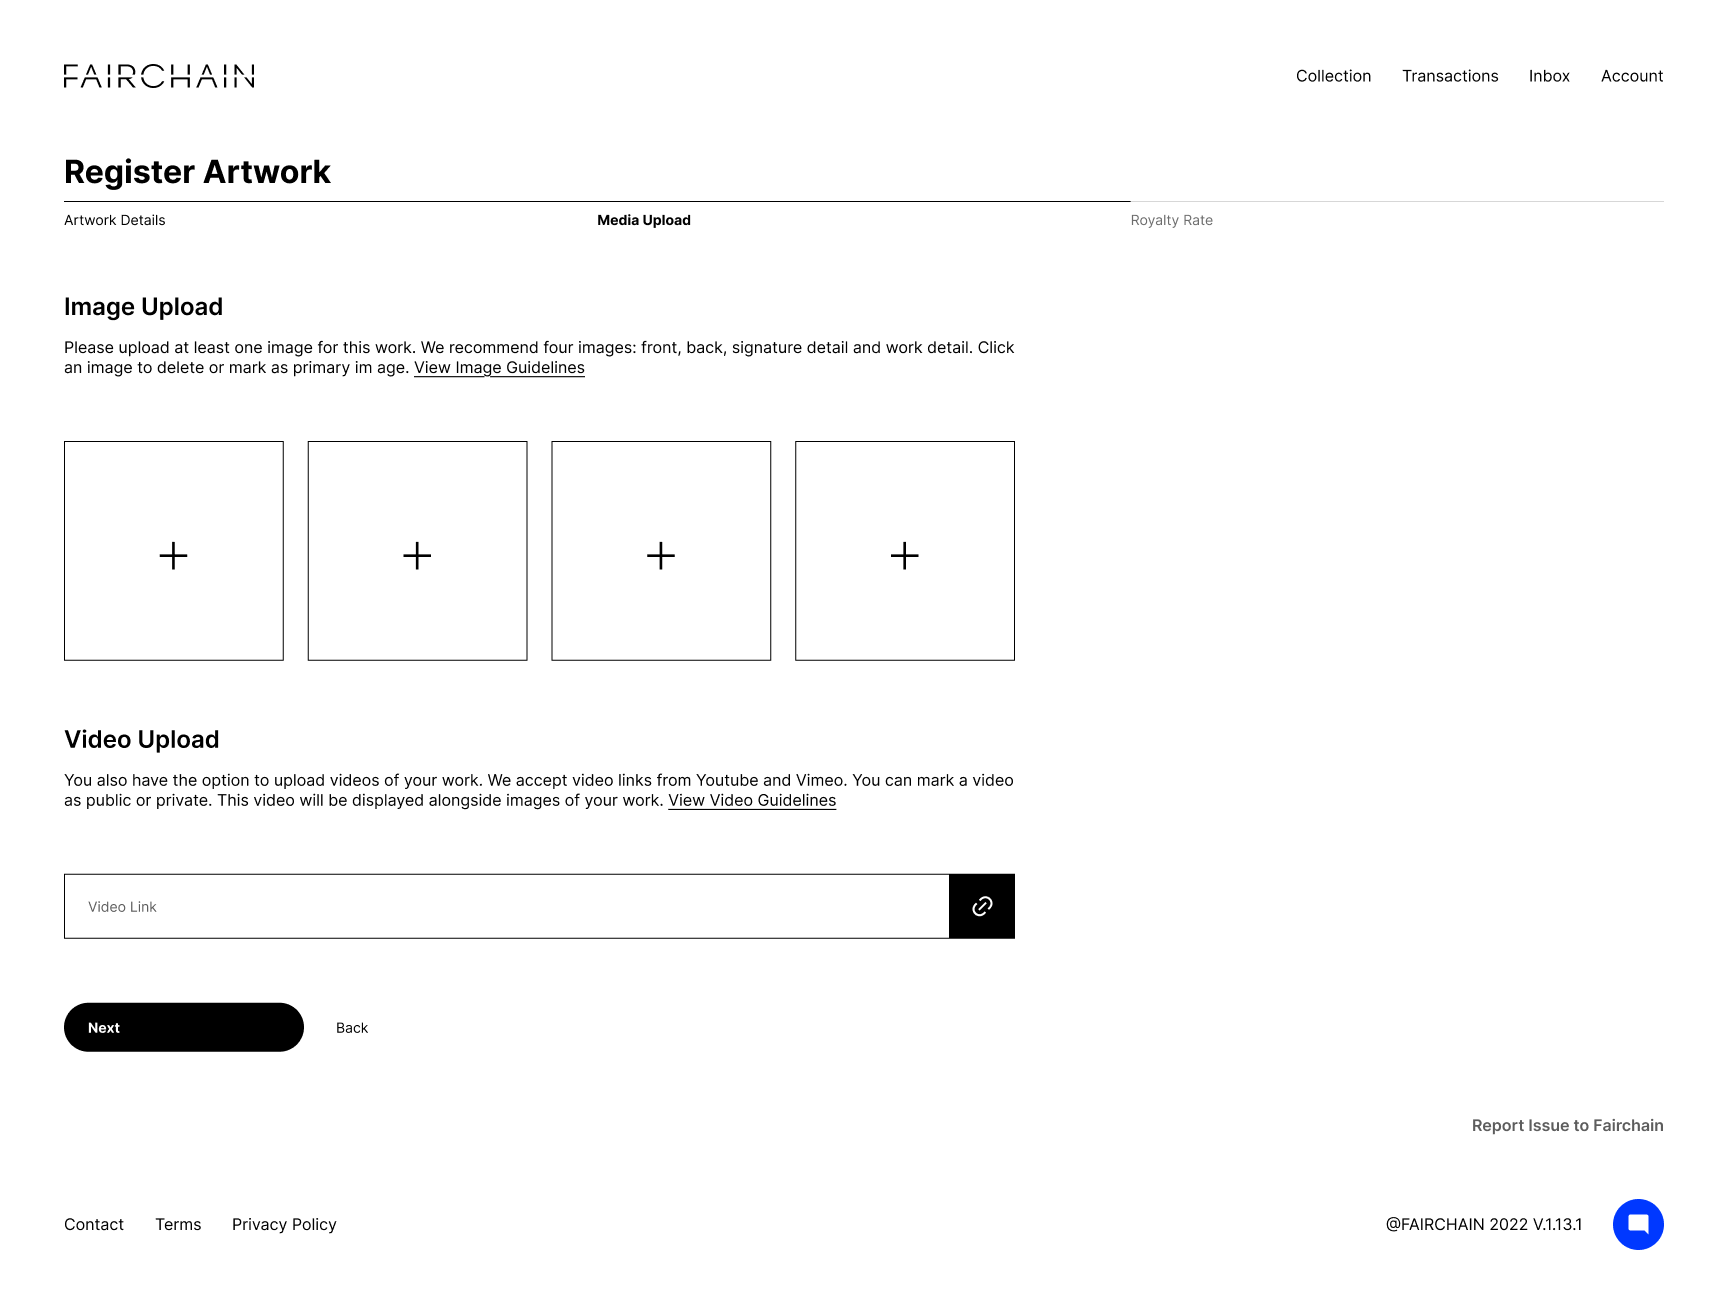 FAIRCHAIN
Collection Transactions Inbox Account
Register Artwork
Artwork Details Media Upload Royalty Rate
Image Upload
Please upload at least one image for this work. We recommend four images: front, back, signature detail and work detail. Click
an image to delete or mark as primary im age. View Image Guidelines
Video Upload
You also have the option to upload videos of your work. We accept video links from Youtube and Vimeo. You can mark a video
as public or private. This video will be displayed alongside images of your work. View Video Guidelines
Video Link
Next Back
Report Issue to Fairchain
Contact Terms Privacy Policy @FAIRCHAIN 2022 V.1.13.1